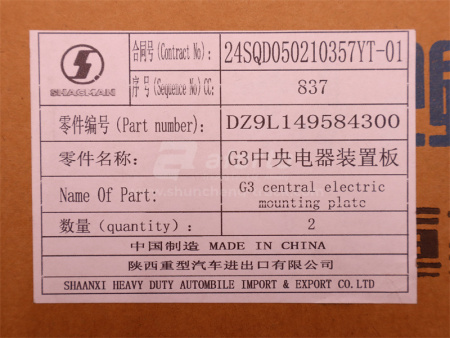 合同号(Contract No): 24SQD050210357YT-01
SHACMAN
序号(Sequence No)CC: 837
零件编号(Part number): DZ9L149584300
零件名称: G3中央电器装置板
Name Of Part: G3 central electric
mounting plate
数量(quantity): 2
中国制造 MADE IN CHINA
陕西重型汽车进出口有限公司
SHAANXI HEAVY DUTY AUTOMBILE IMPORT & EXPORT CO.LTD